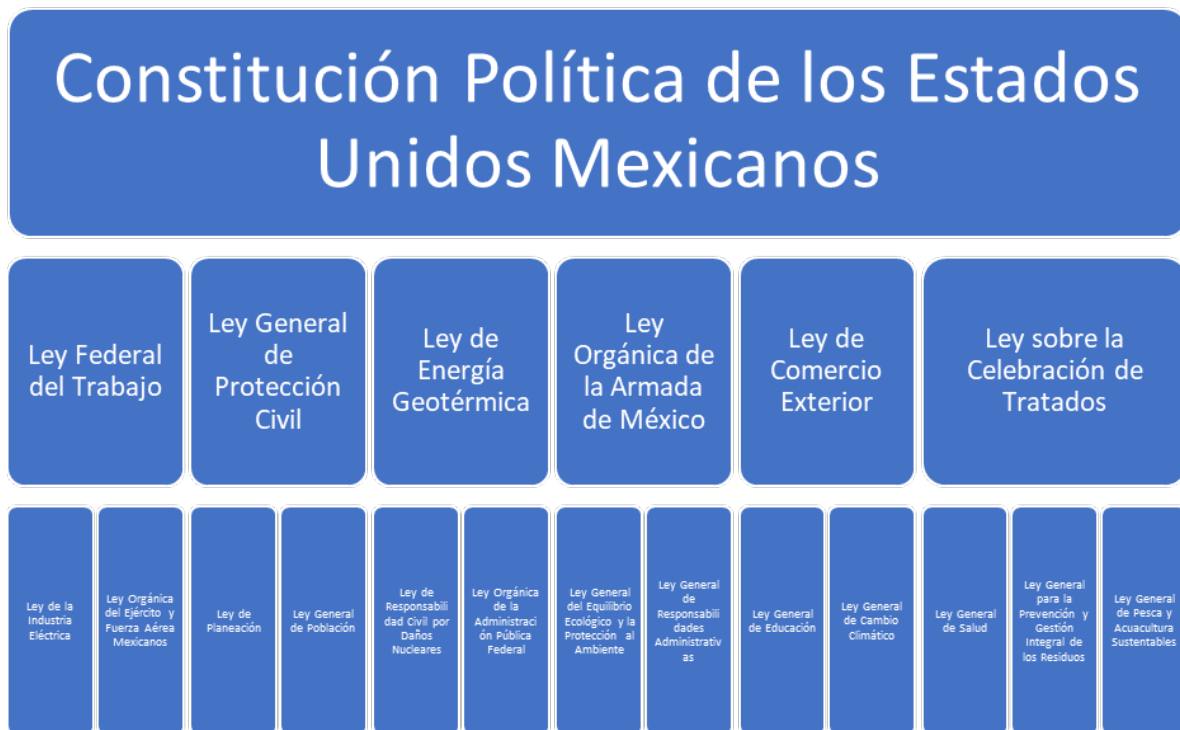 Constitución Política de los Estados
Unidos Mexicanos
Ley Federal
del Trabajo
Ley General
de
Protección
Civil
Ley de
Energía
Geotérmica
Ley
Orgánica de
la Armada
de México
Ley de
Comercio
Exterior
Ley sobre la
Celebración de
Tratados
Ley de la
Industria
Eléctrica
Ley Orgánica
del Ejército y
Fuerza Aérea
Mexicanos
Ley de
Planeación
Ley General
de Población
Ley de
Responsabili
dad Civil por
Daños
Nucleares
Ley Orgánica
de la
Administraci
ón Pública
Federal
Ley General
del Equilibrio
Ecológico y la
Protección al
Ambiente
Ley General
de
Responsabili
dades
Administrativ
as
Ley General
de Educación
Ley General
de Cambio
Climático
Ley General
de Salud
Ley General
para la
Prevención y
Gestión
Integral de
los Residuos
Ley General
de Pesca y
Acuacultura
Sustentables